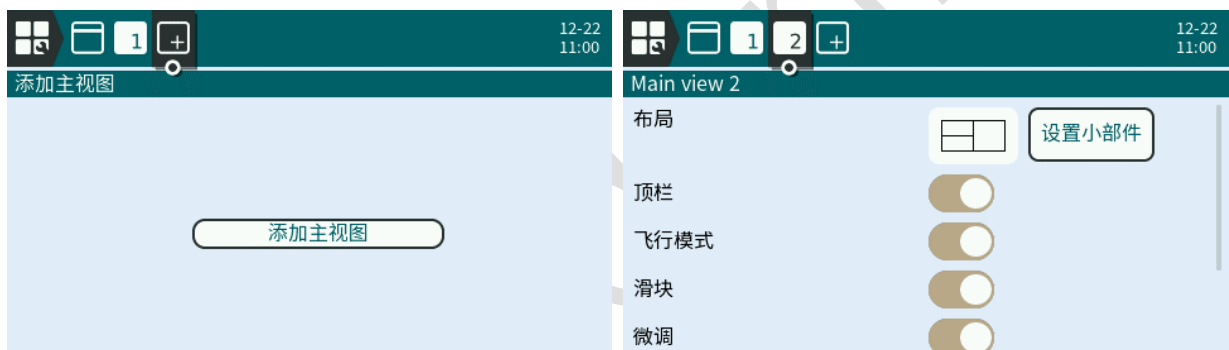 1
+
12-22
11:00
添加主视图
添加主视图
1
2
+
12-22
11:00
Main view 2
布局
设置小部件
顶栏
飞行模式
滑块
微调